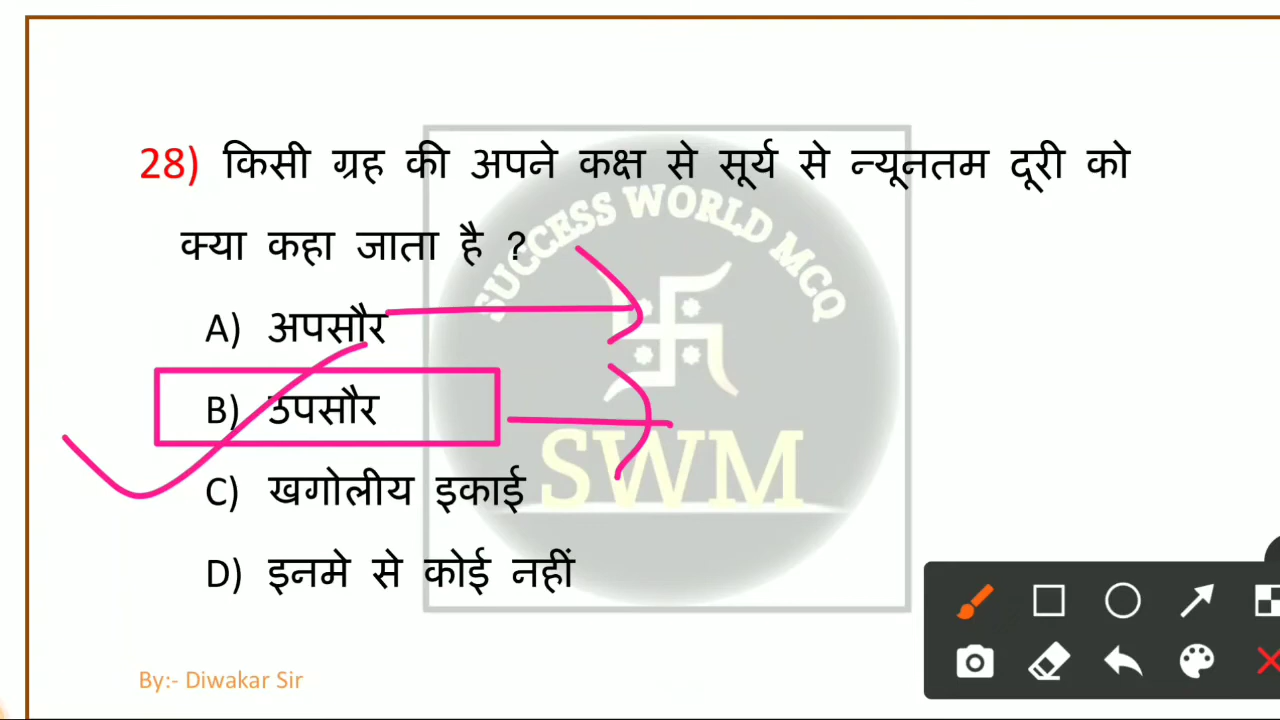 28) किसी ग्रह की अपने कक्ष से सूर्य से न्यूनतम दूरी को
क्या कहा जाता है ?
SUCCESS WORLD MCQ
A) अपसौर
B) उपसौर
C) खगोलीय इकाई
SWM
D) इनमे से कोई नहीं
By:- Diwakar Sir